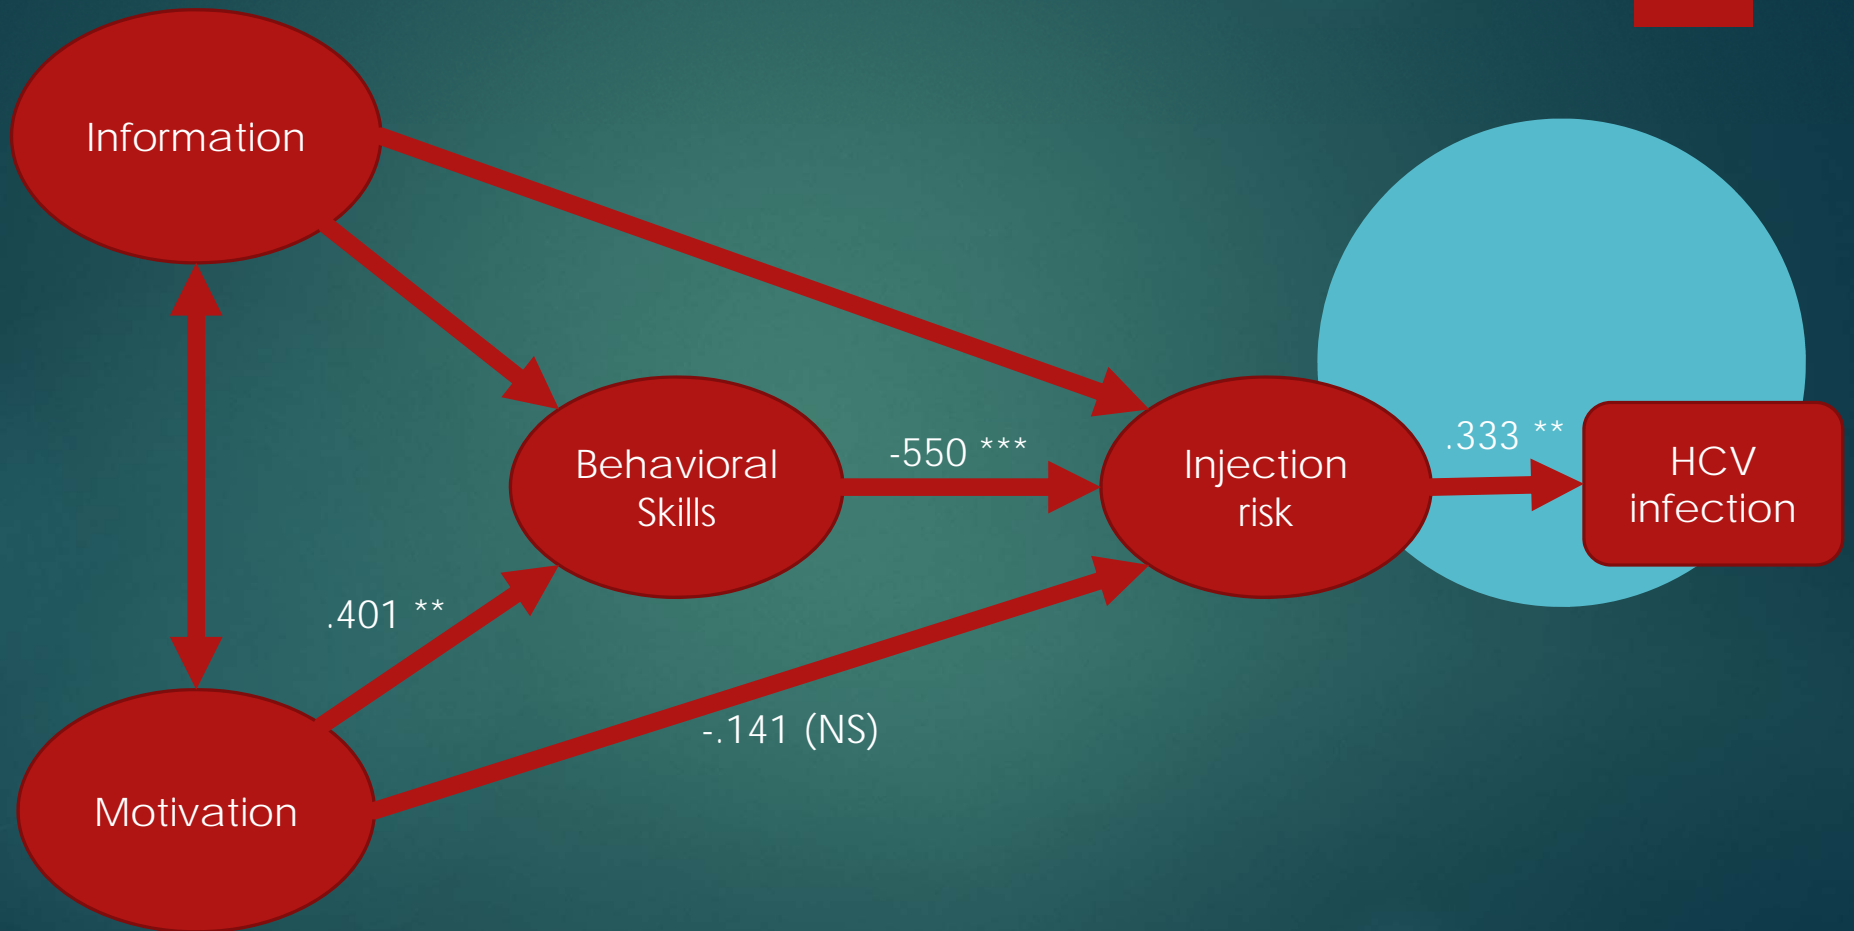 Information
Behavioral
Skills
-550 ***
Injection
risk
.333 **
HCV
infection
.401 **
-.141 (NS)
Motivation